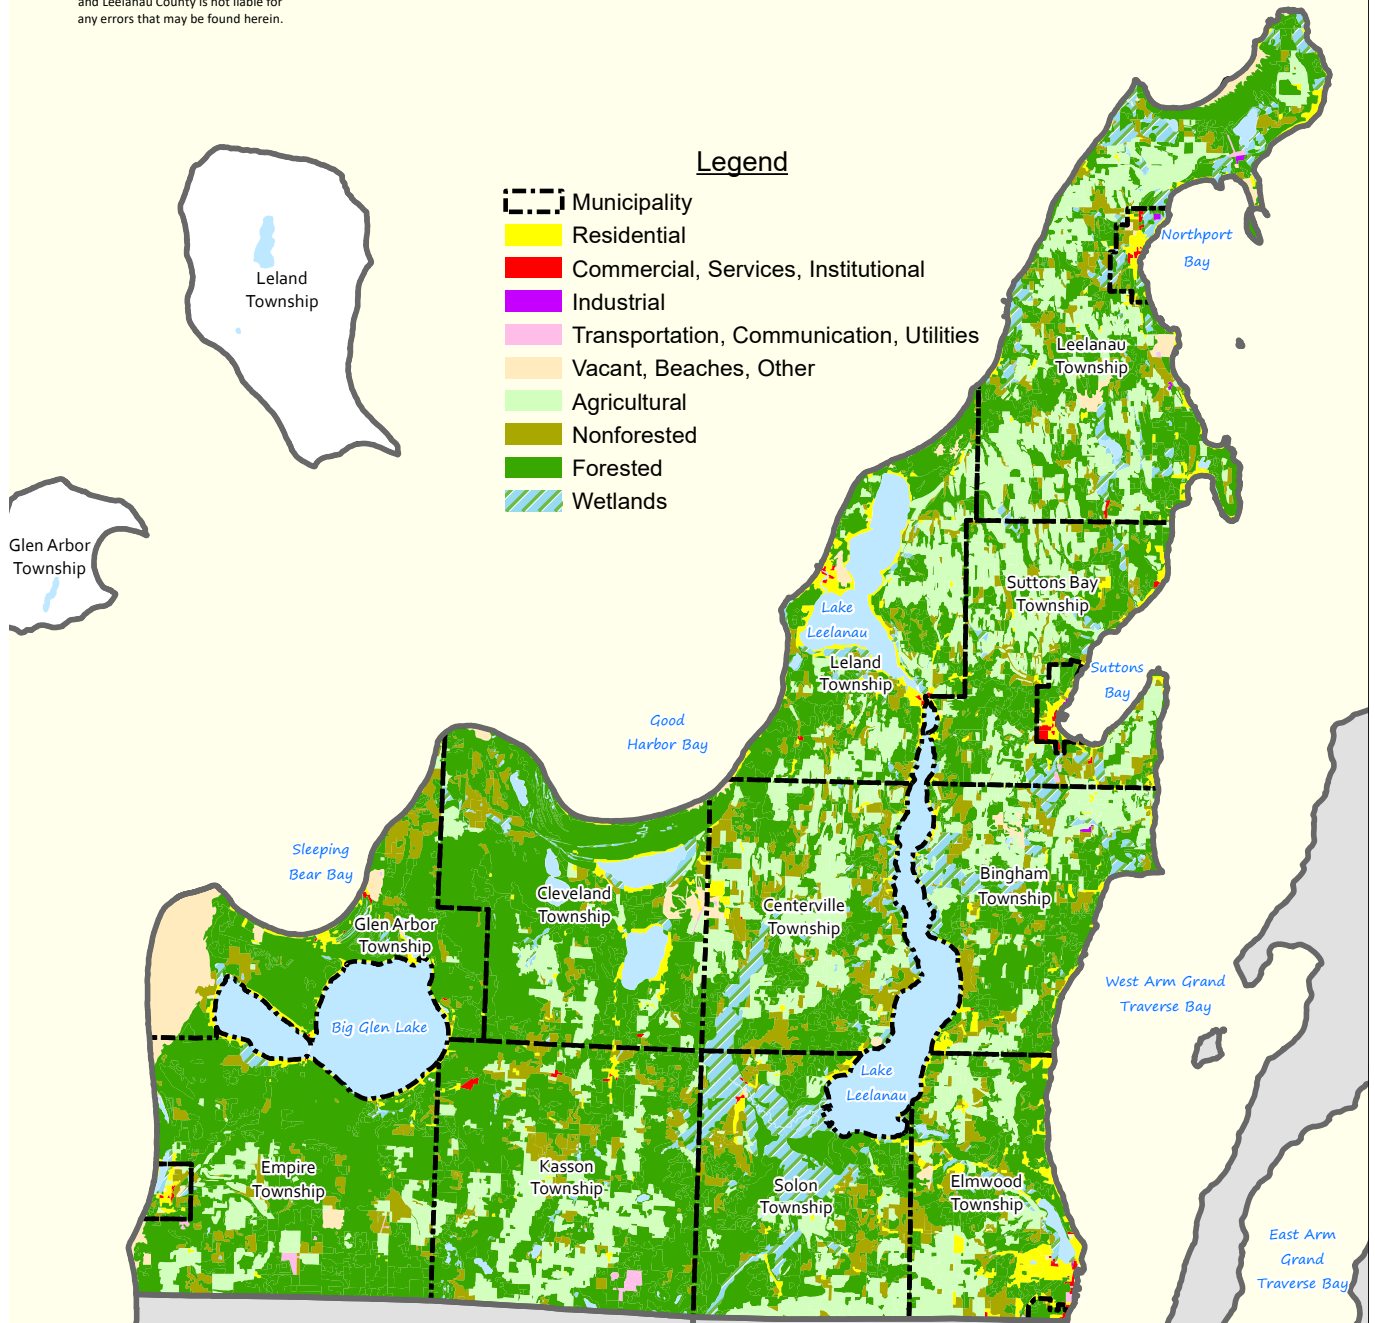 and Leelanau County is not liable for
any errors that may be found herein.
Legend
Municipality
Residential
Commercial, Services, Institutional
Industrial
Transportation, Communication, Utilities
Vacant, Beaches, Other
Agricultural
Nonforested
Forested
Wetlands
Leland
Township
Northport
Bay
Leelanau
Township
Glen Arbor
Township
Suttons Bay
Township
Lake
Leelanau
Leland
Township
Suttons
Bay
Good
Harbor Bay
Sleeping
Bear Bay
Cleveland
Township
Bingham
Township
Centerville
Township
Glen Arbor
Township
West Arm Grand
Traverse Bay
Big Glen Lake
Lake
Leelanau
Empire
Township
Kasson
Township
Solon
Township
Elmwood
Township
East Arm
Grand
Traverse Bay